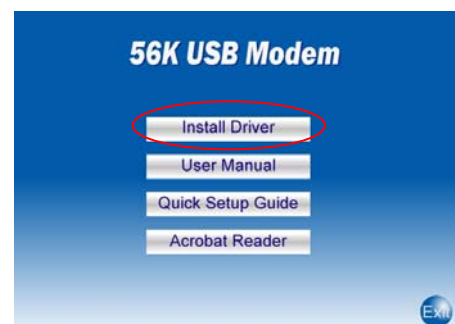 56K USB Modem
Install Driver
User Manual
Quick Setup Guide
Acrobat Reader
Exit